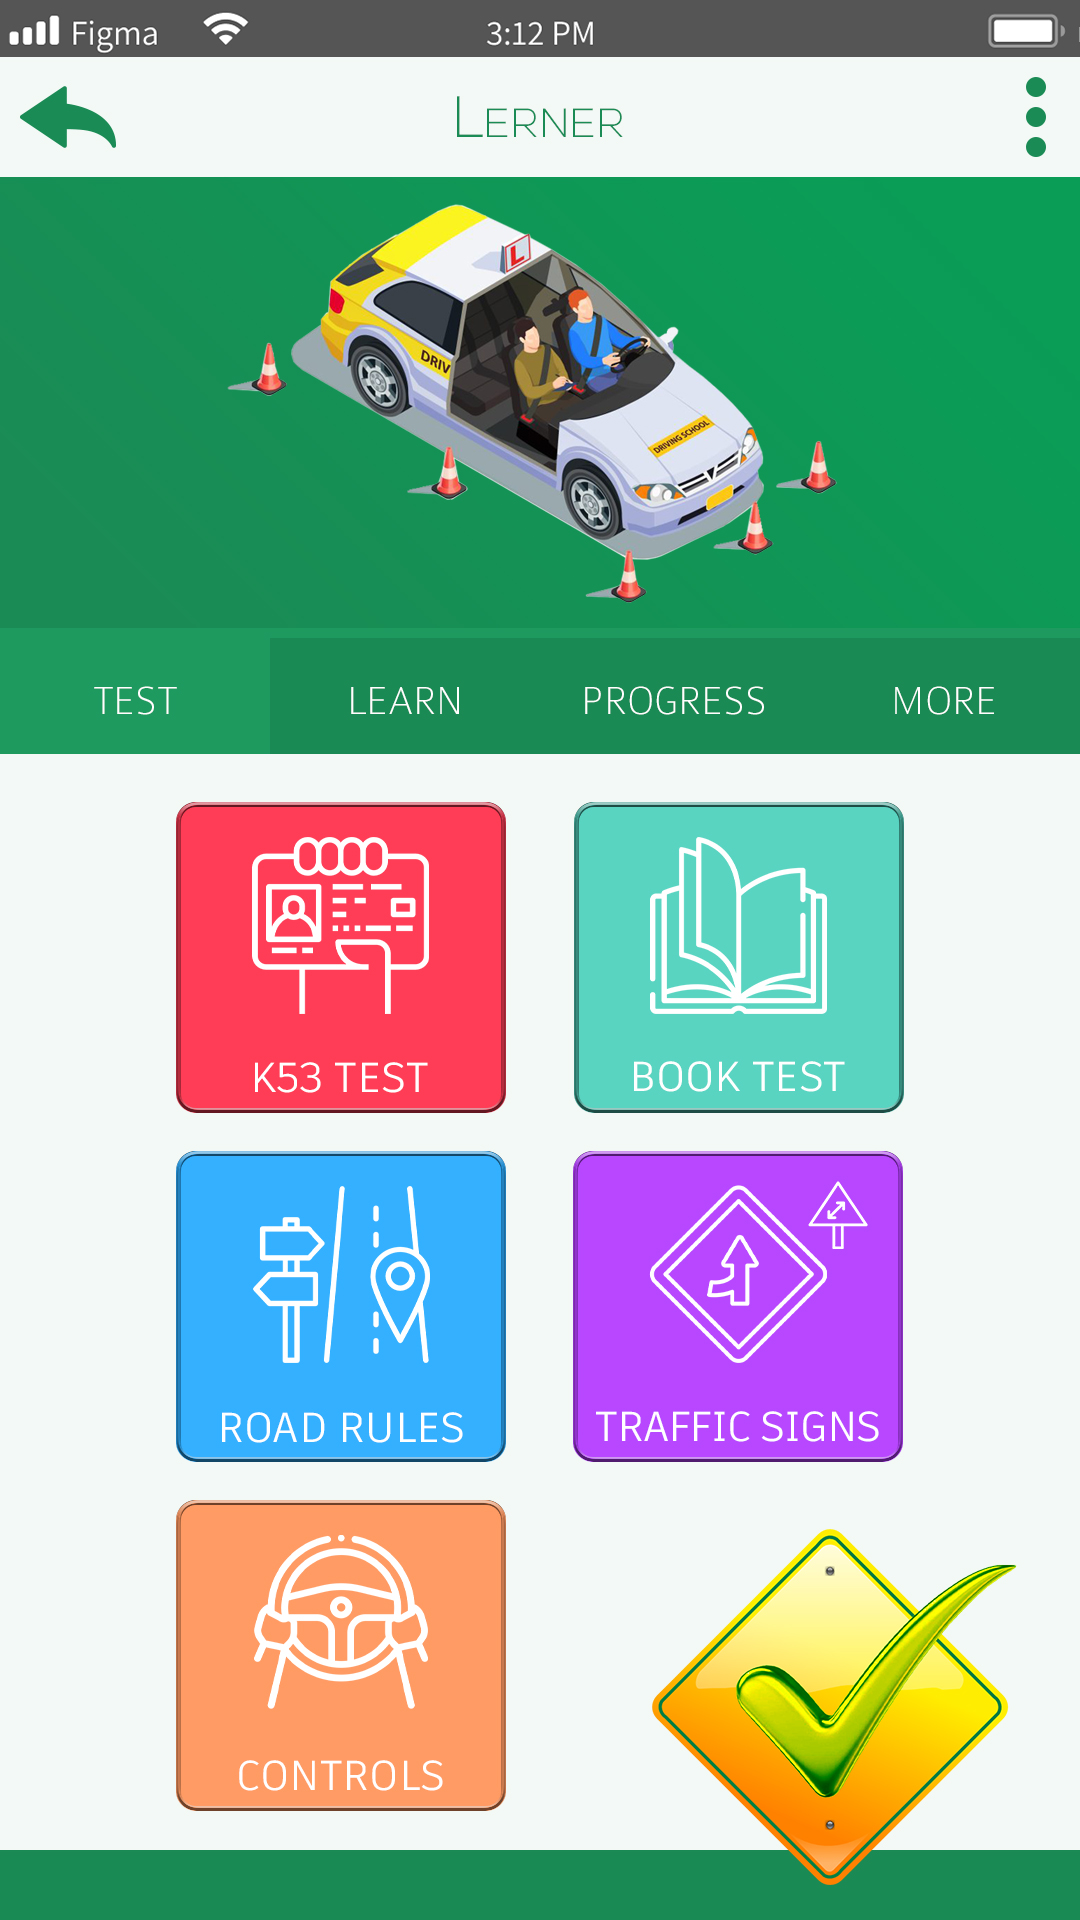 Figma 3:12 PM
LERNER
L
DRIV
DRIVING SCHOOL
TEST LEARN PROGRESS MORE
K53 TEST BOOK TEST
ROAD RULES TRAFFIC SIGNS
CONTROLS